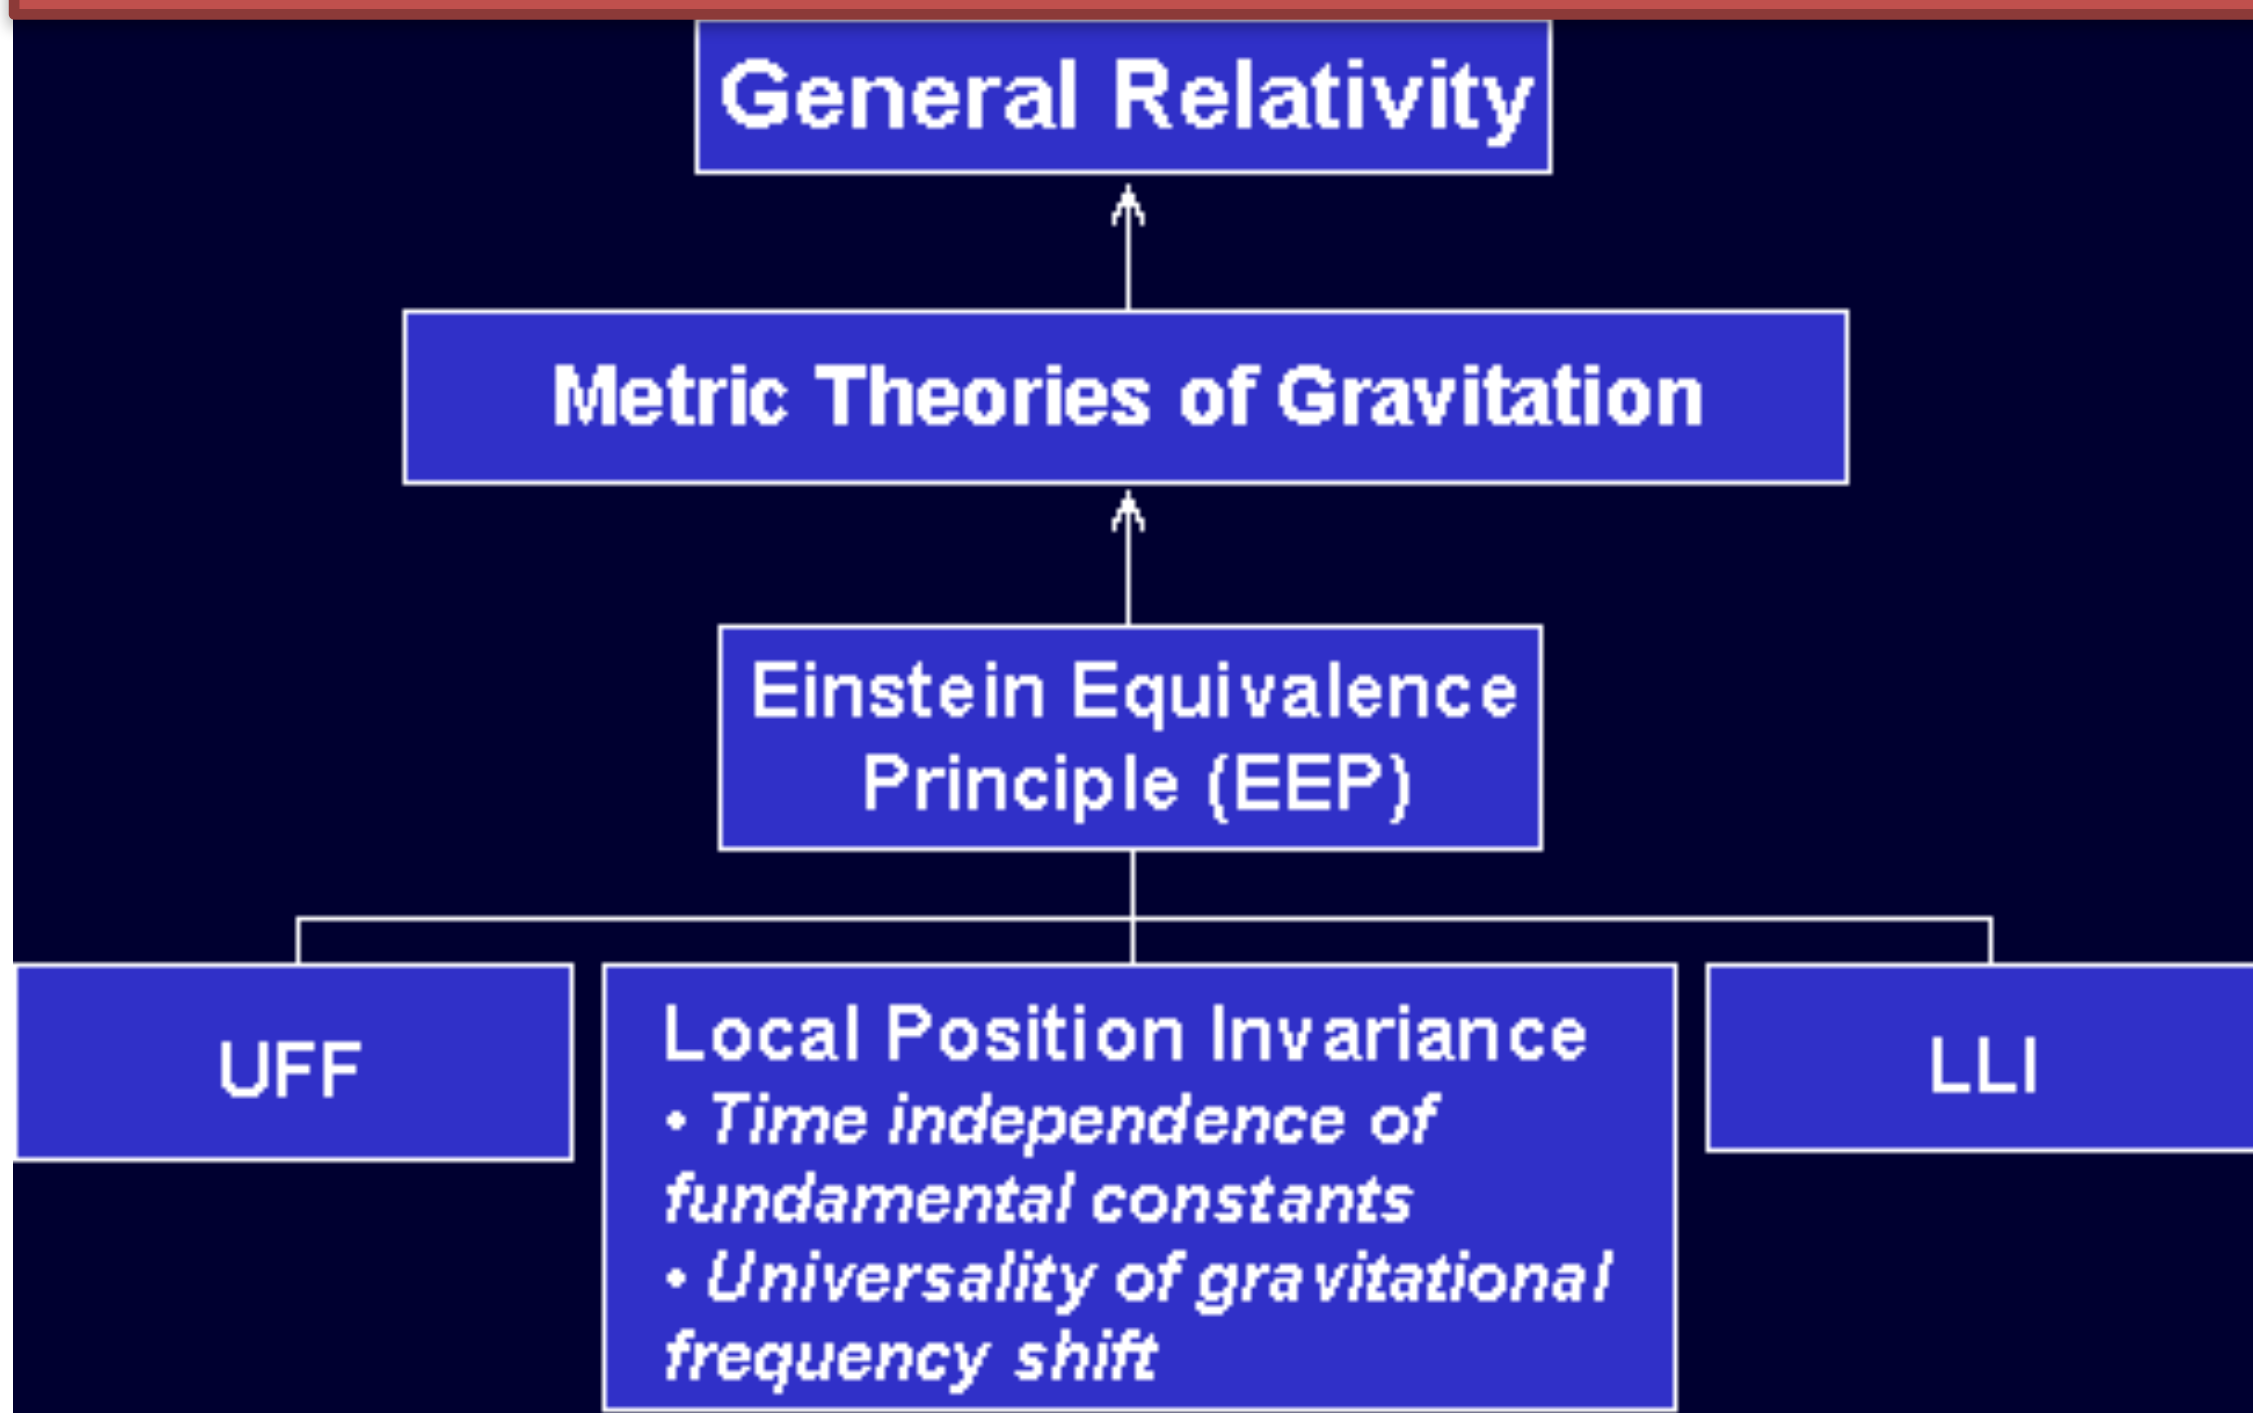 General Relativity
Metric Theories of Gravitation
Einstein Equivalence
Principle (EEP)
UFF
Local Position Invariance
• Time independence of
fundamental constants
• Universality of gravitational
frequency shift
LLI